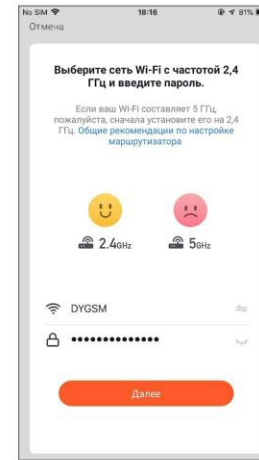 No SIM 18:16 81%
Отмена
Выберите сеть Wi-Fi с частотой 2,4
ГГц и введите пароль.
Если ваш Wi-Fi составляет 5 ГГц,
пожалуйста, сначала установите его на 2,4
ГГц. Общие рекомендации по настройке
маршрутизатора
2.4GHz 5GHz
DYGSM
••••••••••••••
Далее